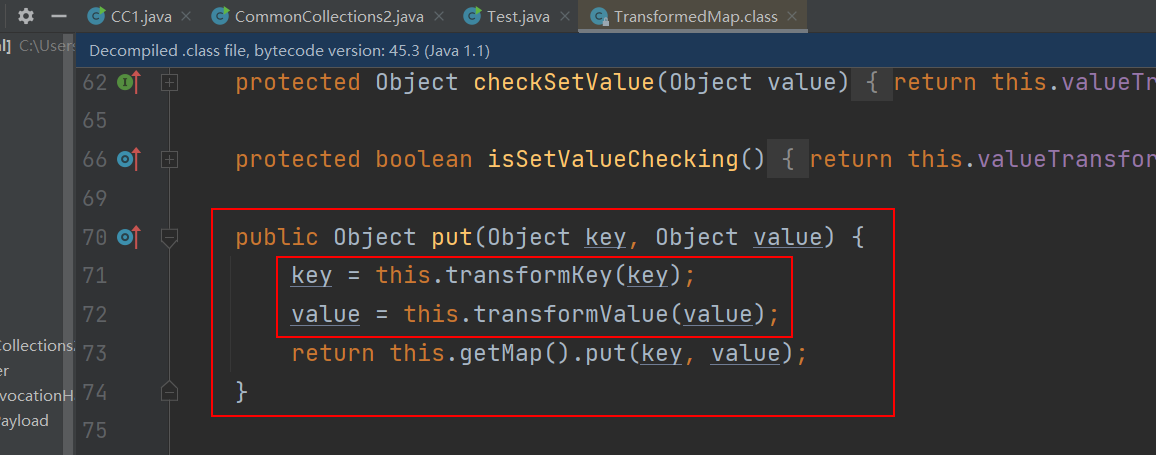 CC1.java CommonCollections2.java Test.java TransformedMap.class
al] C:\Users
Decompiled .class file, bytecode version: 45.3 (Java 1.1)
62 protected Object checkSetValue(Object value) { return this.valueTr
65
66 protected boolean isSetValueChecking() { return this.valueTransfor
69
70 public Object put(Object key, Object value) {
71 key = this.transformKey(key);
72 value = this.transformValue(value);
73 return this.getMap().put(key, value);
74 }
75
Collections.
er
vocationH
Payload